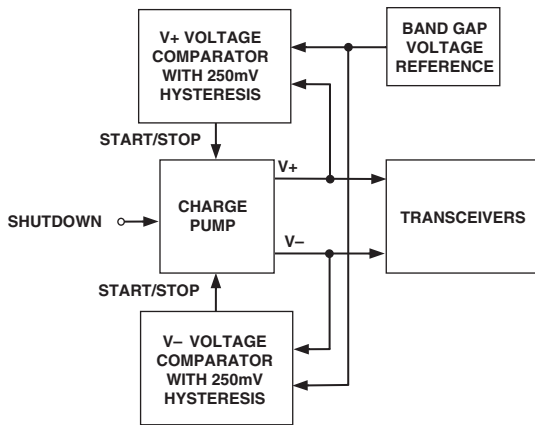 V+ VOLTAGE
COMPARATOR
WITH 250mV
HYSTERESIS
BAND GAP
VOLTAGE
REFERENCE
START/STOP
V+
SHUTDOWN
CHARGE
PUMP
TRANSCEIVERS
V–
START/STOP
V– VOLTAGE
COMPARATOR
WITH 250mV
HYSTERESIS